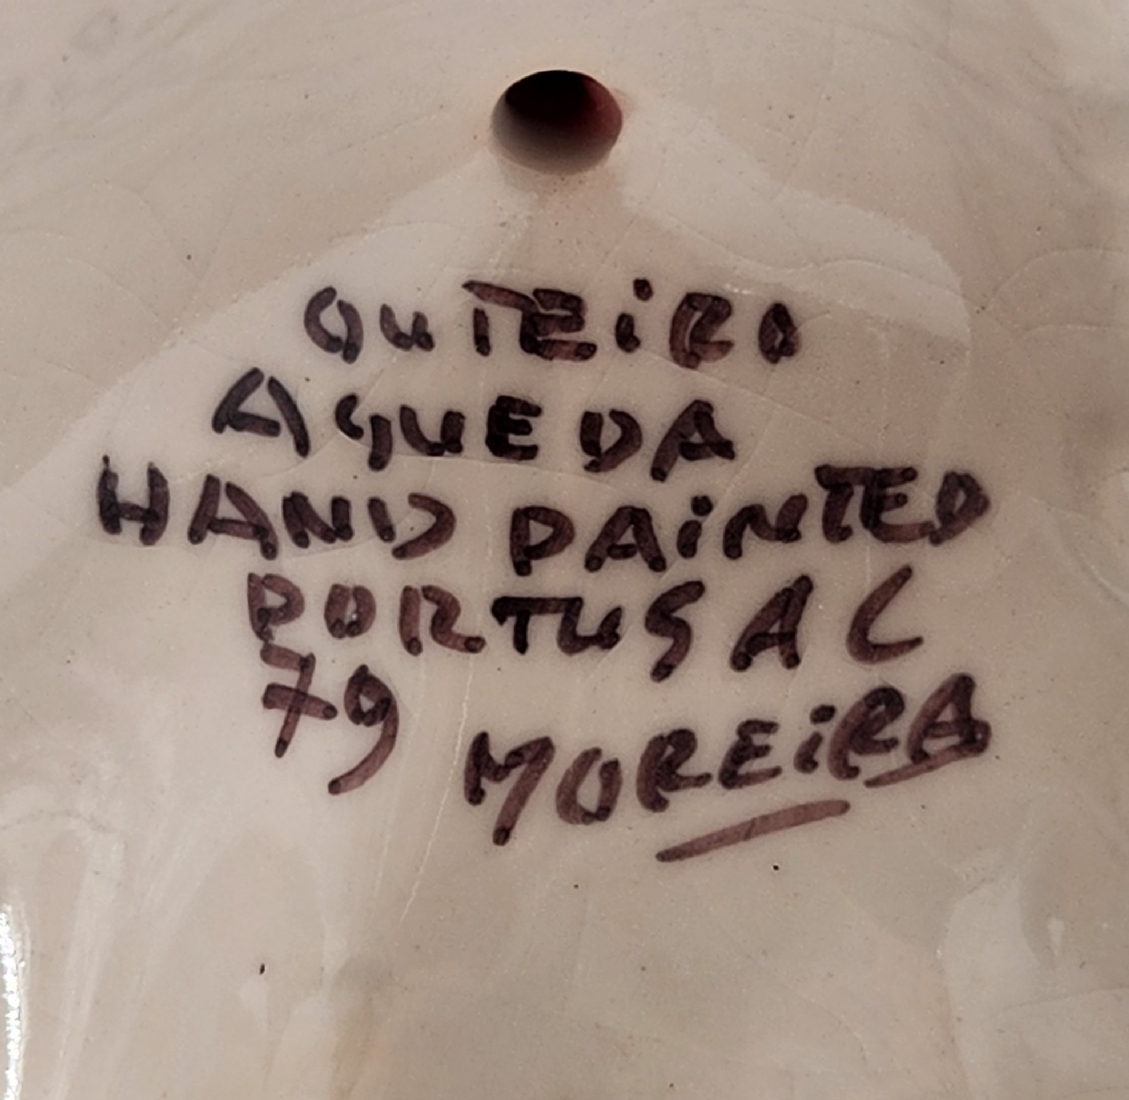 OUTEIRO
AGUEDA
HAND PAiNTED
PORTUGAL
79 MOREiRA